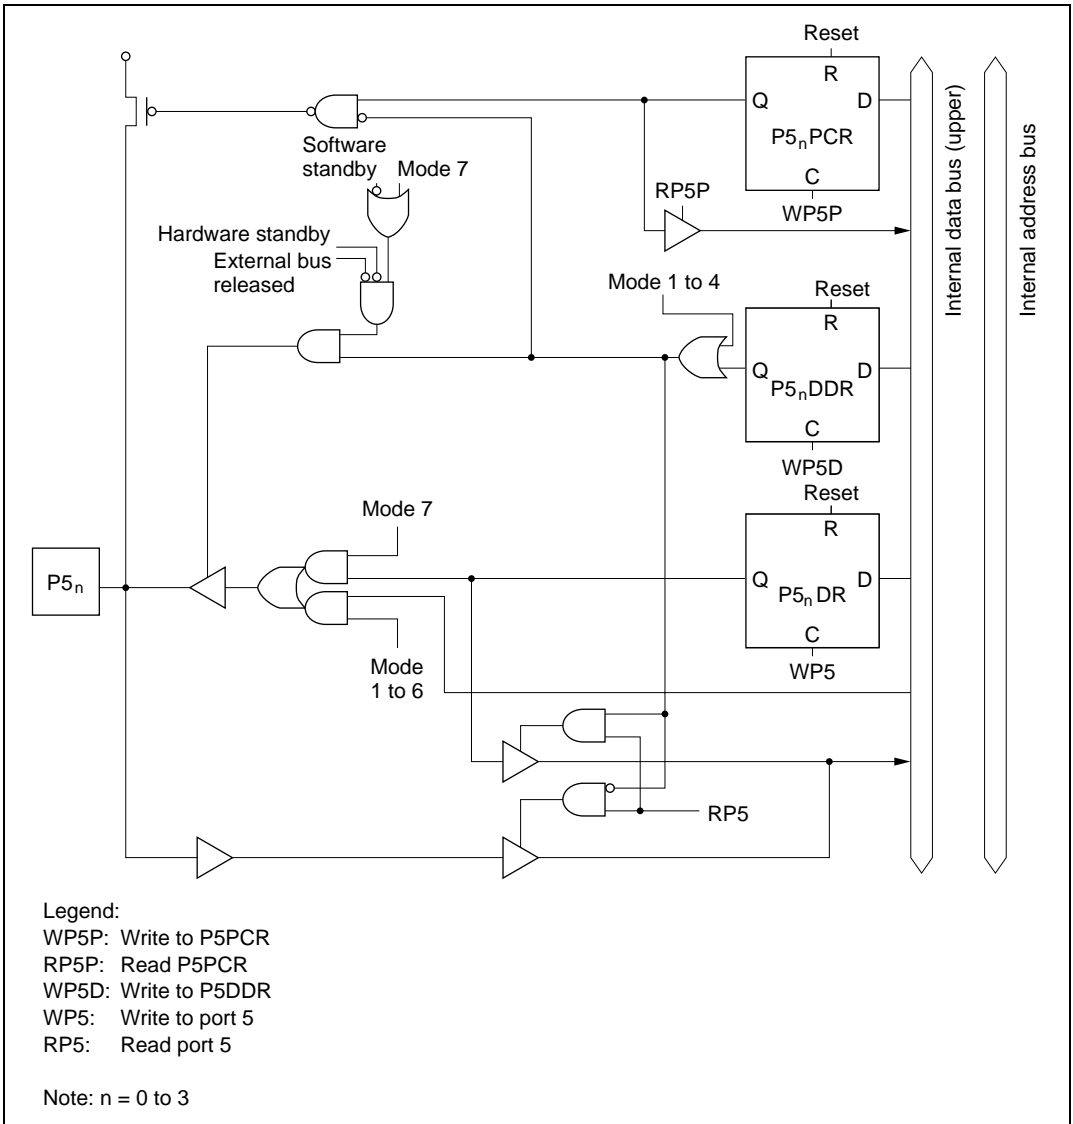 Reset
R
Q
D
P5nPCR
C
WP5P
Software
standby
Mode 7
RP5P
Hardware standby
External bus
released
Internal data bus (upper)
Internal address bus
Mode 1 to 4
Reset
R
Q
D
P5nDDR
C
WP5D
Reset
R
Mode 7
P5n
Q
D
P5n DR
C
WP5
Mode
1 to 6
RP5
Legend:
WP5P: Write to P5PCR
RP5P: Read P5PCR
WP5D: Write to P5DDR
WP5: Write to port 5
RP5: Read port 5
Note: n = 0 to 3